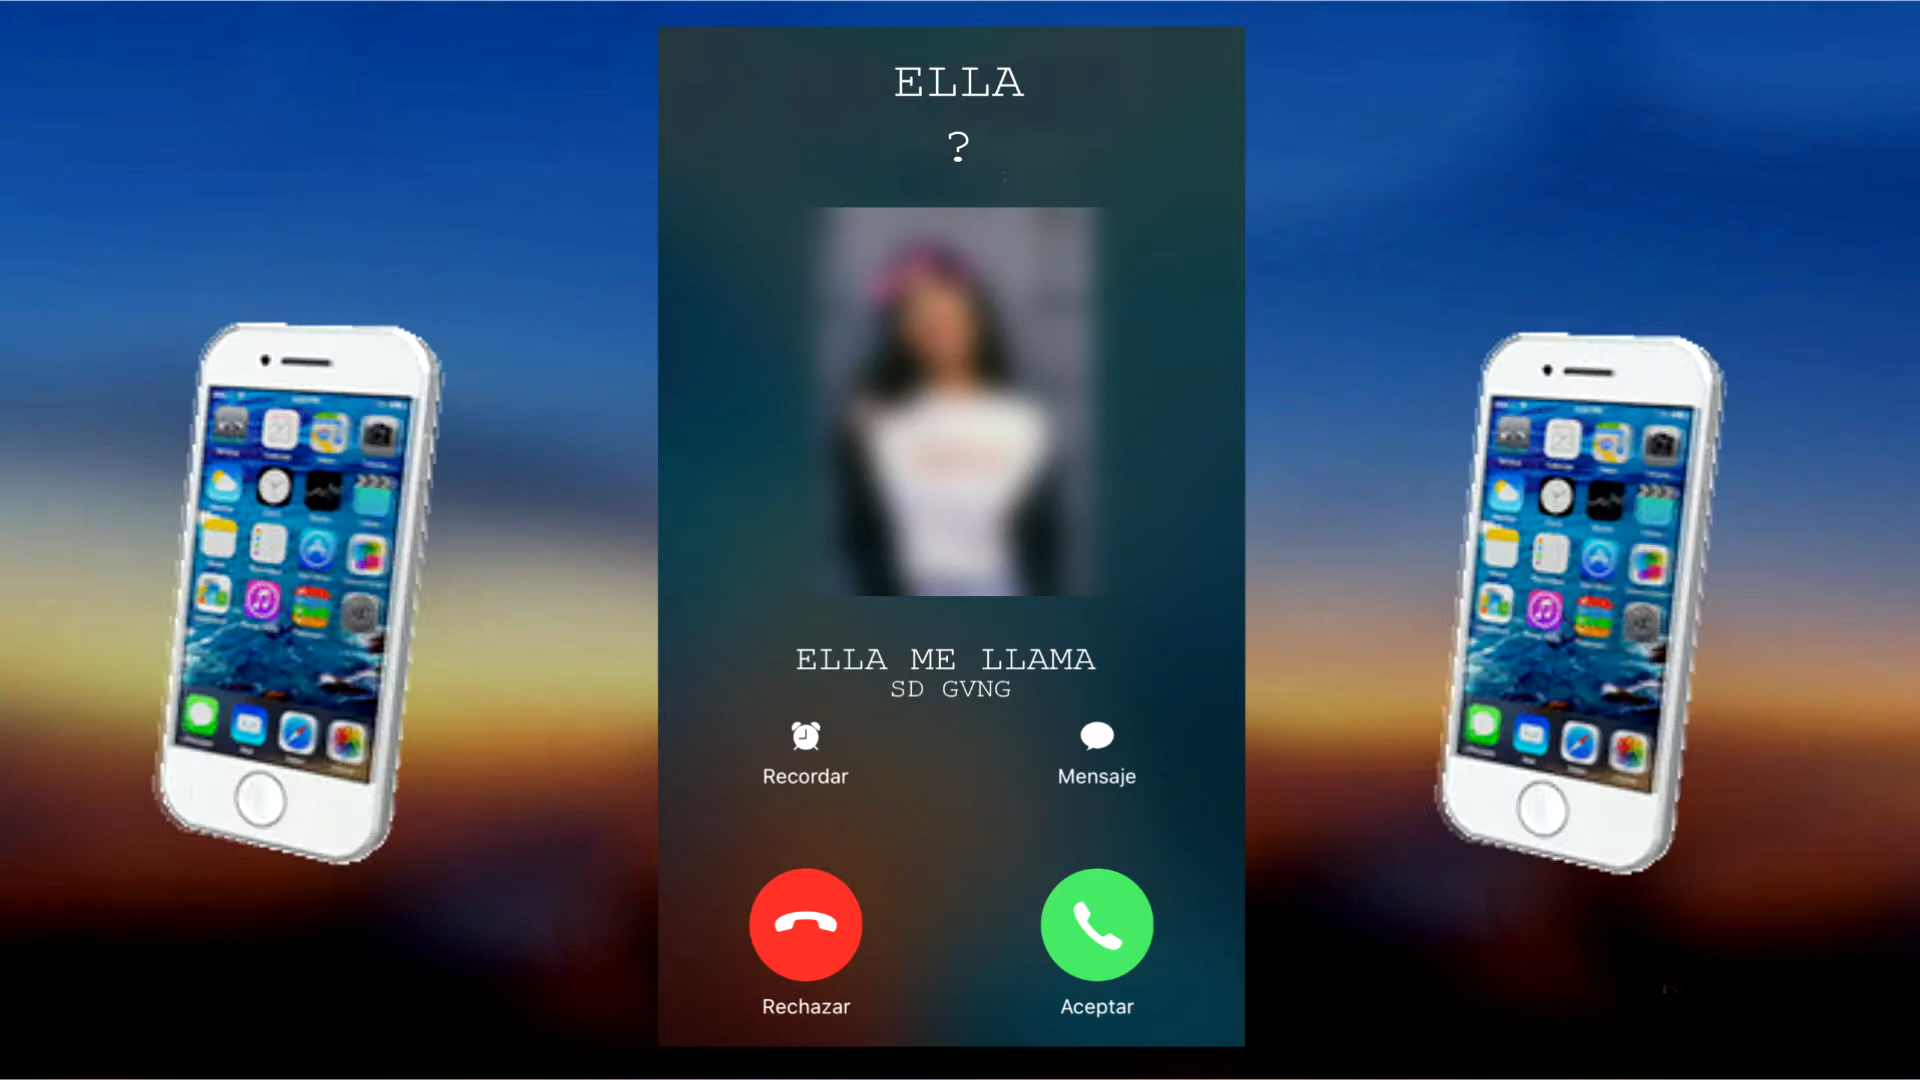 ELLA
?
ELLA ME LLAMA
SD GVNG
Recordar
Mensaje
Rechazar
Aceptar